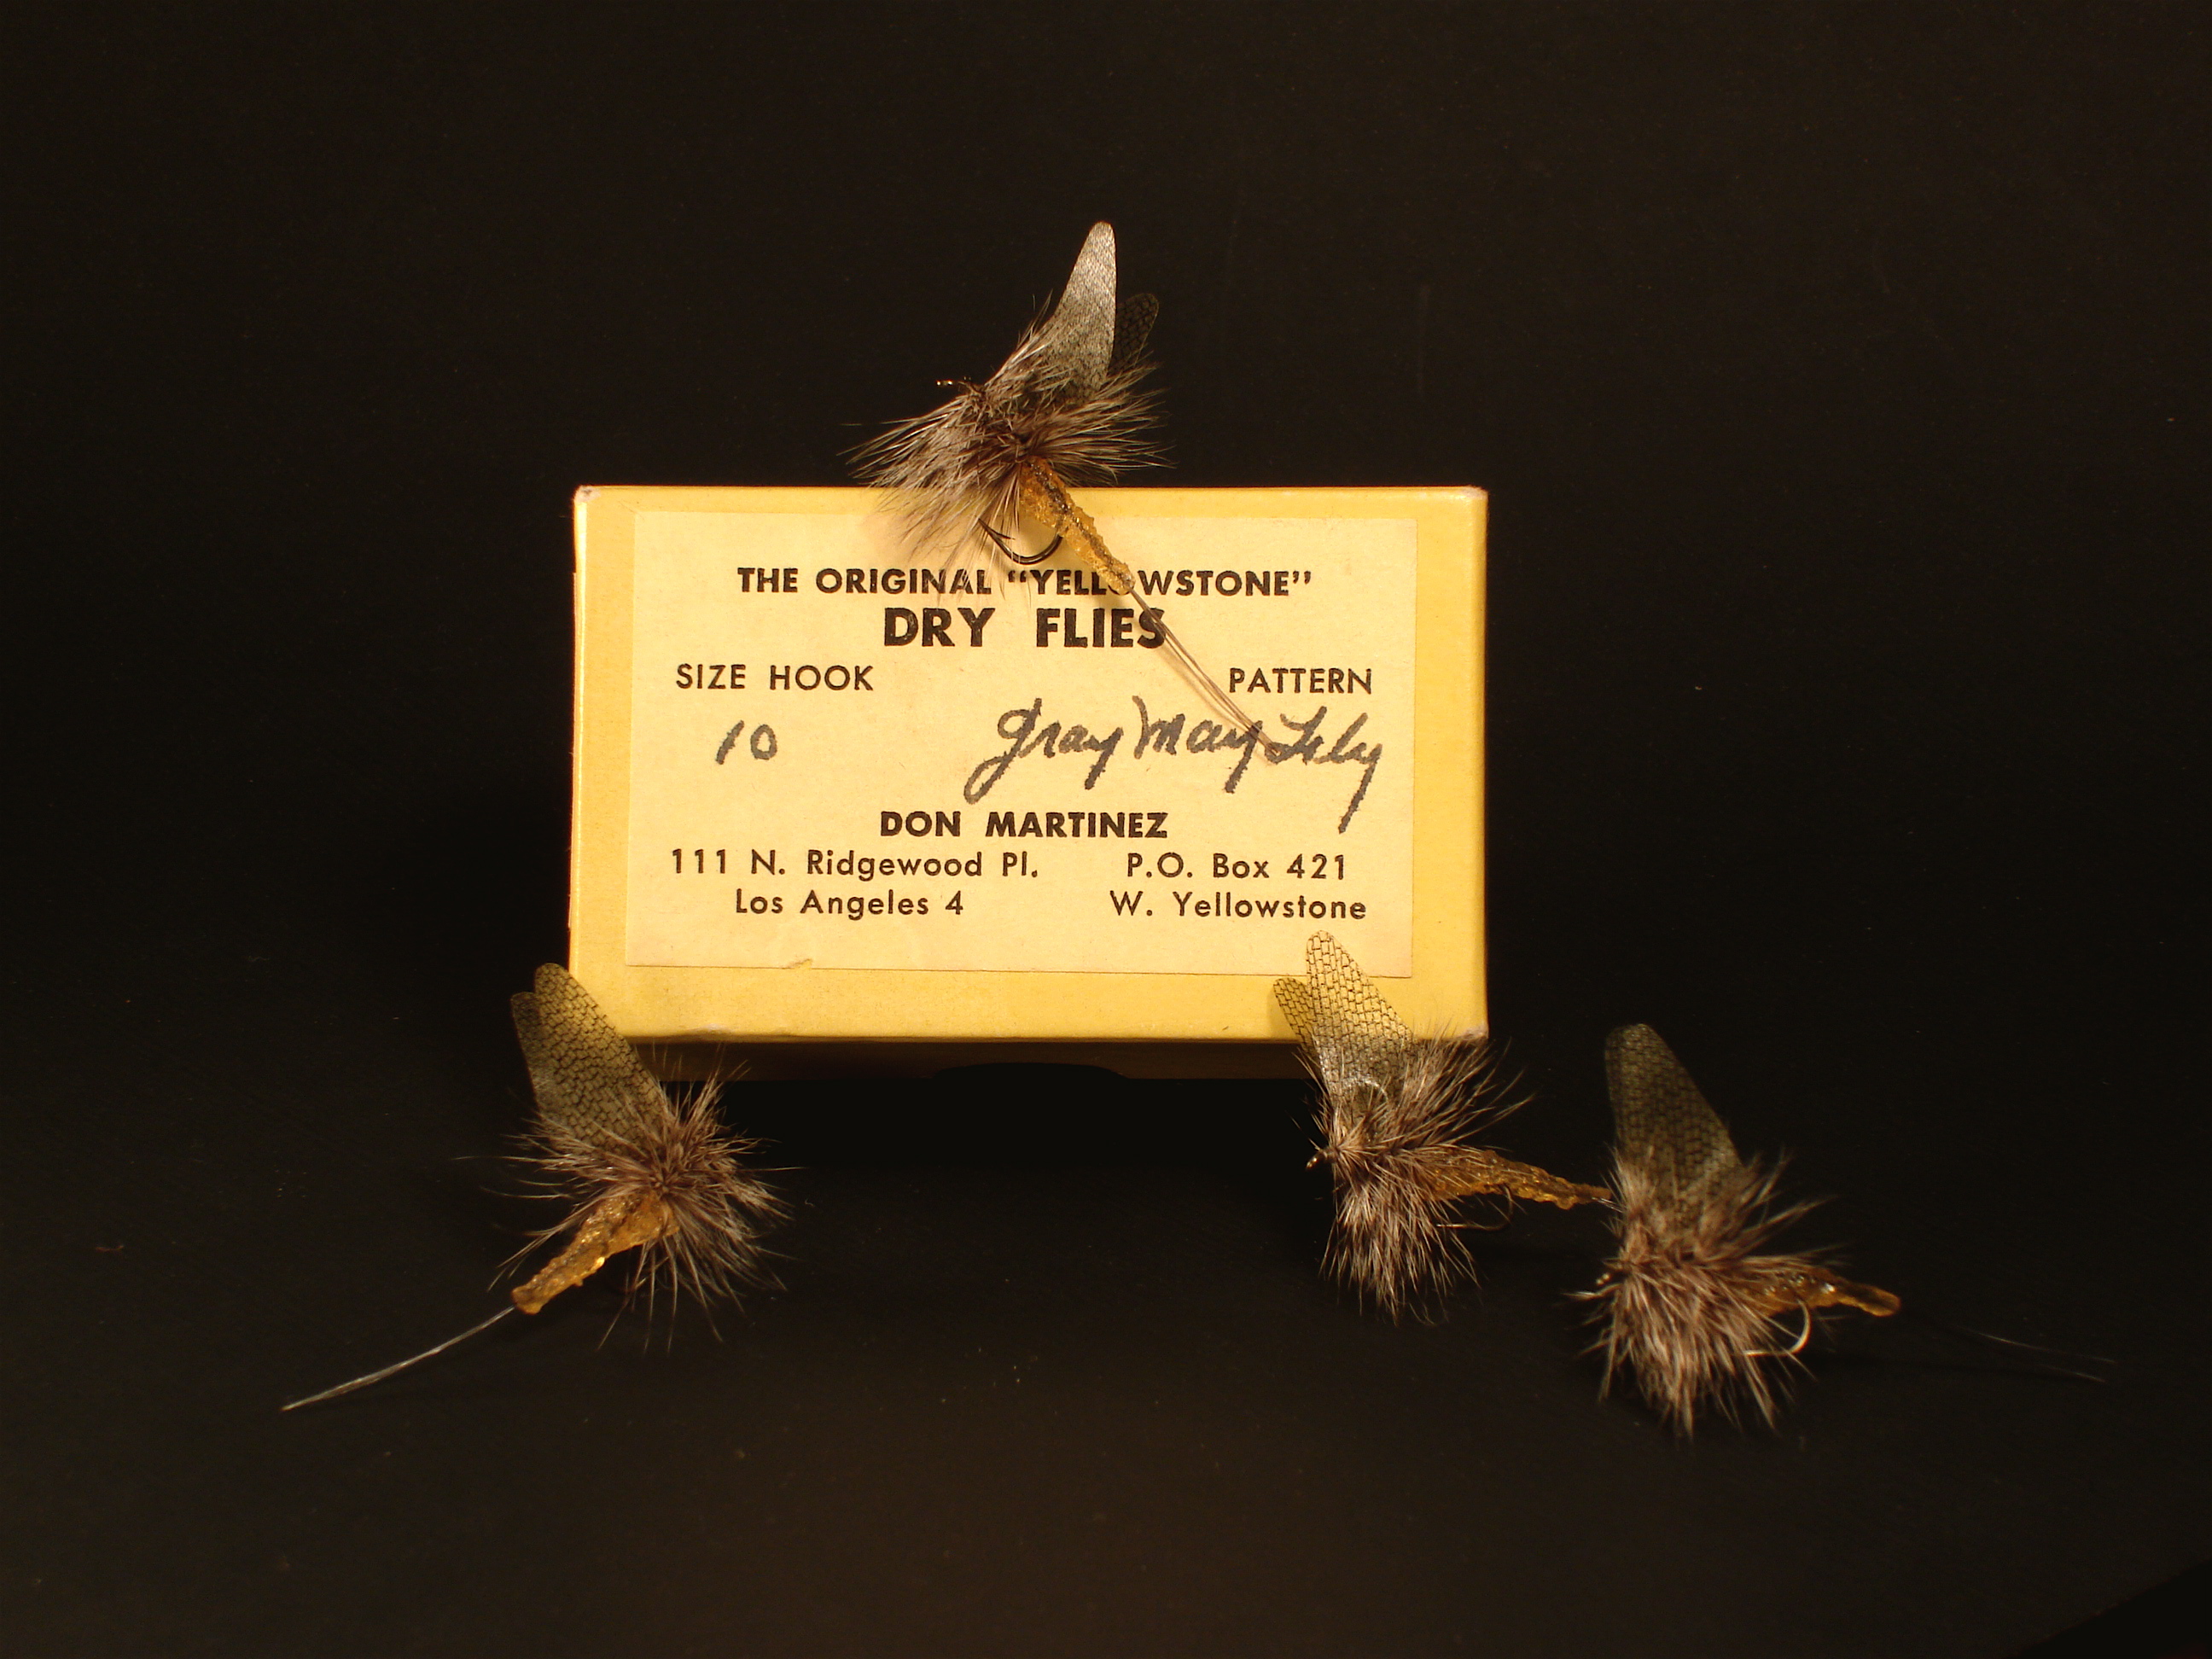 THE ORIGINAL “YELLOWSTONE”
DRY FLIES
SIZE HOOK PATTERN
10 Gray May Fly
DON MARTINEZ
111 N. Ridgewood Pl. P.O. Box 421
Los Angeles 4 W. Yellowstone